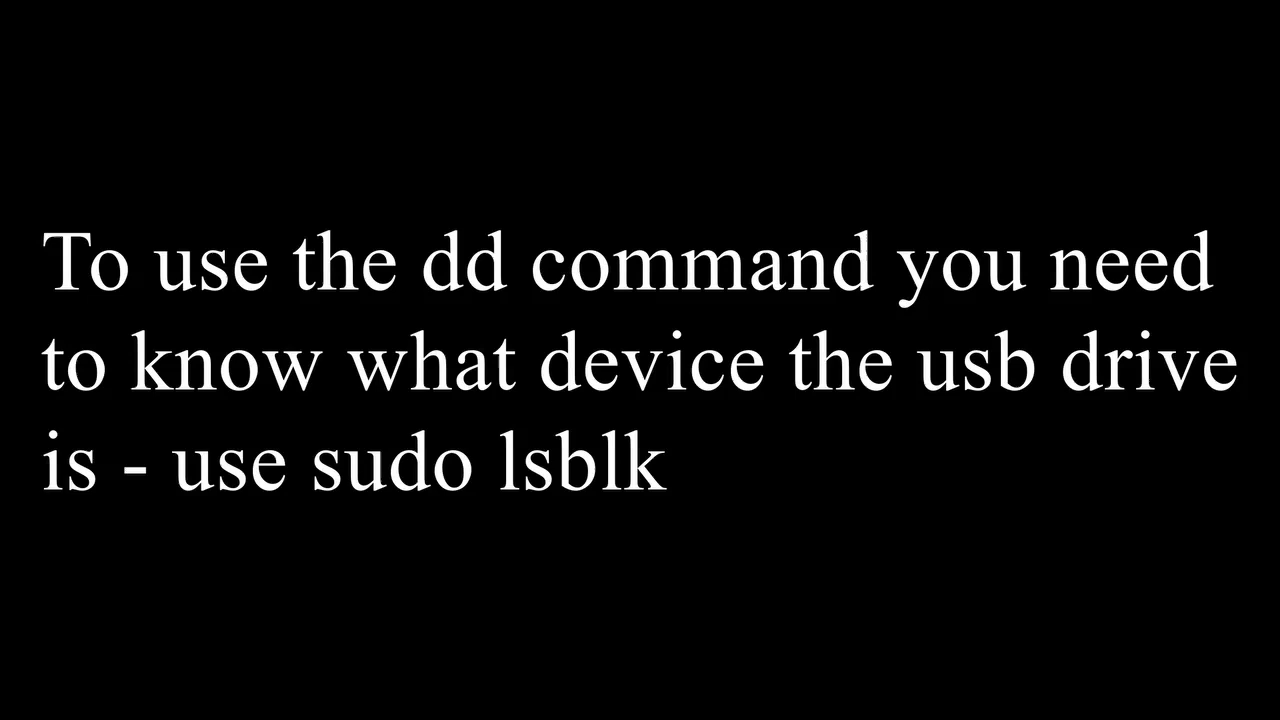 To use the dd command you need
to know what device the usb drive
is - use sudo lsblk